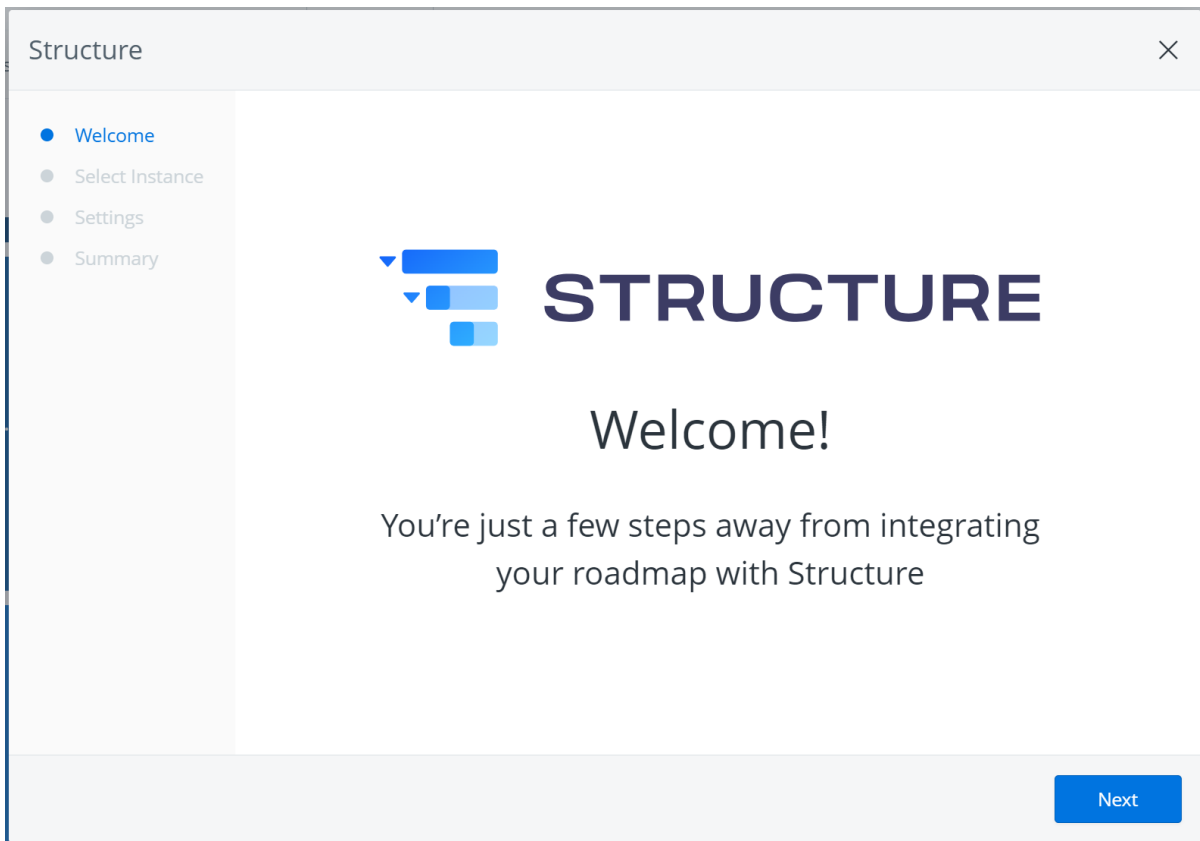 Structure
Welcome
Select Instance
Settings
Summary
STRUCTURE
Welcome!
You’re just a few steps away from integrating
your roadmap with Structure
Next